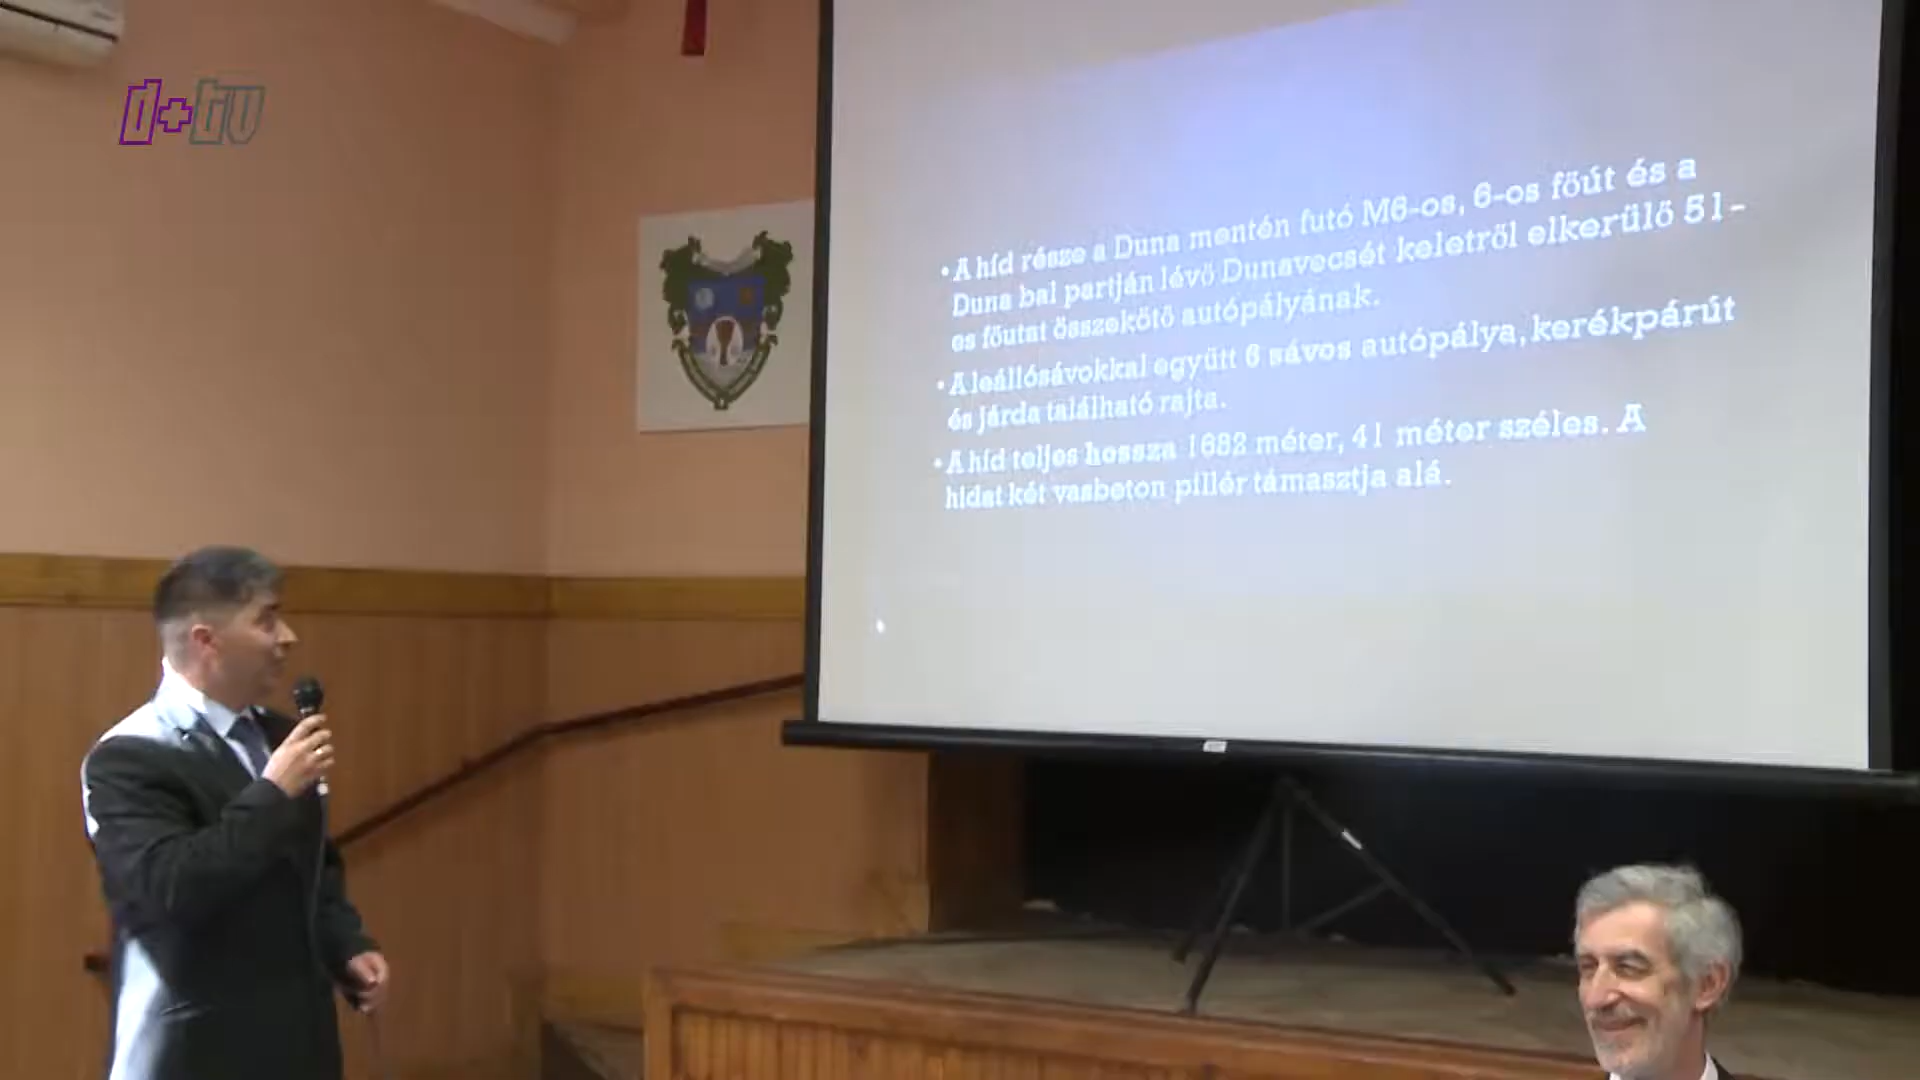 d+tv
•A híd része a Duna mentén futó M6-os, 6-os főút és a
Duna bal partján lévő Dunavecsét keletről elkerülő 51-
es főutat összekötő autópályának.
•A leállósávokkal együtt 6 sávos autópálya, kerékpárút
és járda található rajta.
•A híd teljes hossza 1682 méter, 41 méter széles. A
hidat két vasbeton pillér támasztja alá.